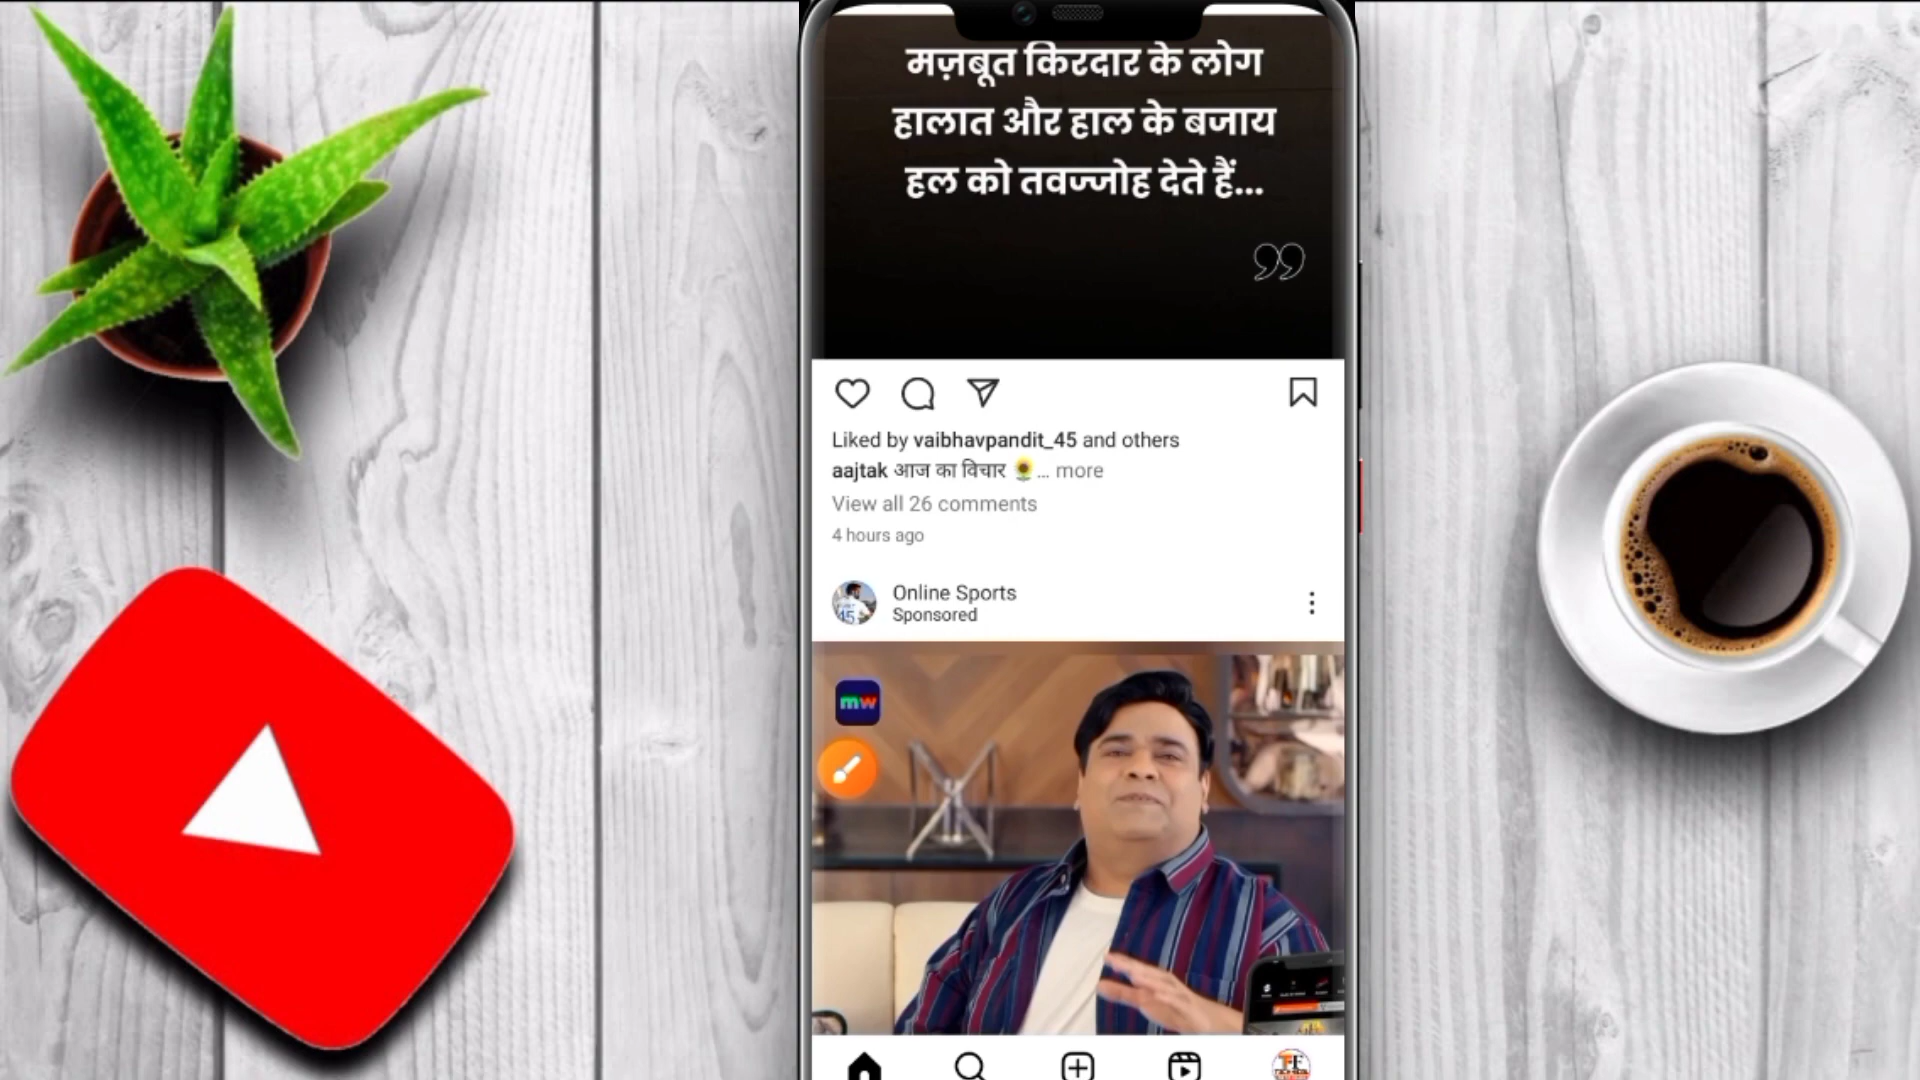 मज़बूत किरदार के लोग
हालात और हाल के बजाय
हल को तवज्जोह देते हैं...
Liked by vaibhavpandit_45 and others
aajtak आज का विचार 🌻... more
View all 26 comments
4 hours ago
Online Sports
Sponsored
45
mw